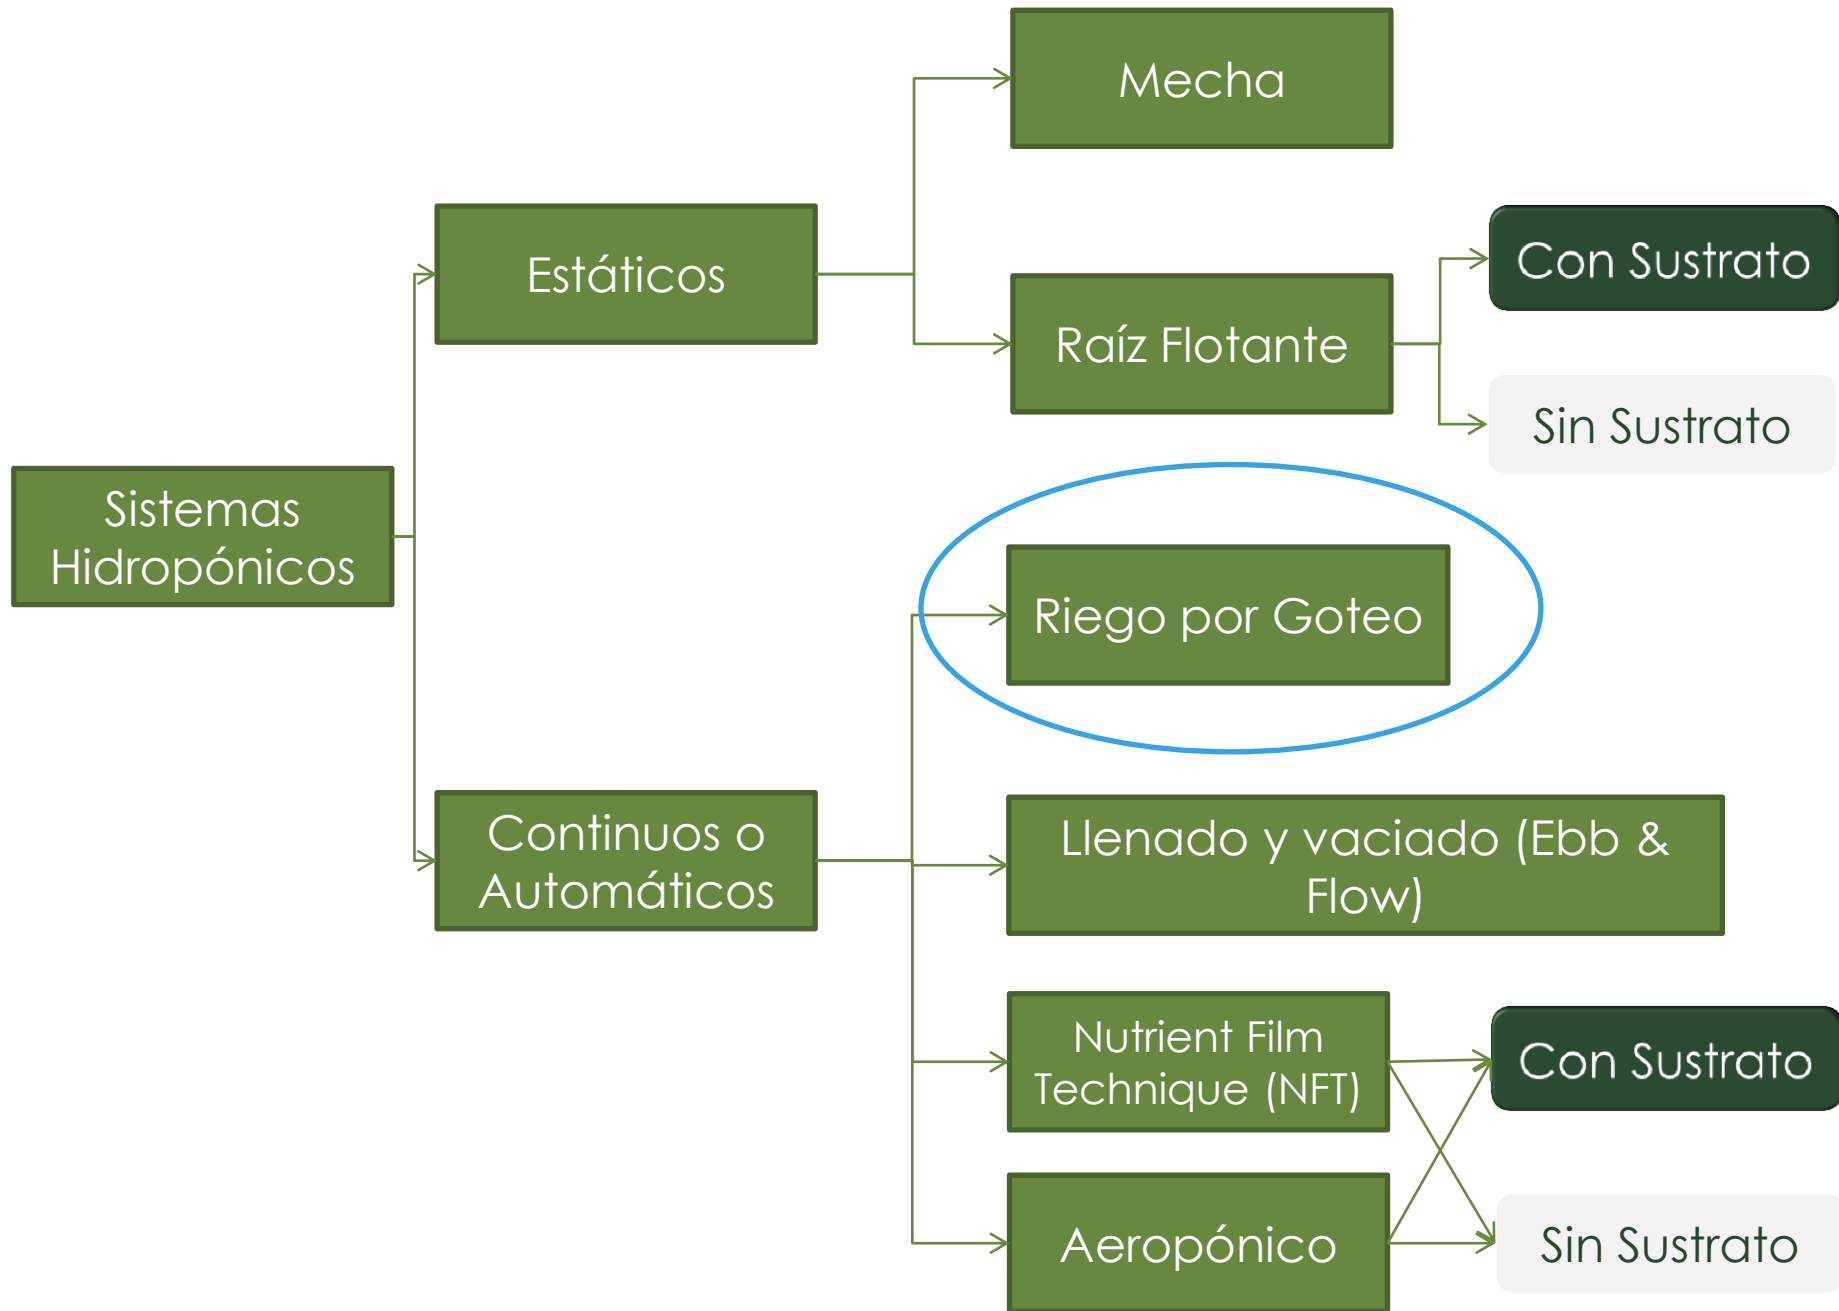 Mecha
Estáticos
Con Sustrato
Raíz Flotante
Sin Sustrato
Sistemas
Hidropónicos
Riego por Goteo
Continuos o
Automáticos
Llenado y vaciado (Ebb &
Flow)
Nutrient Film
Technique (NFT)
Con Sustrato
Aeropónico
Sin Sustrato